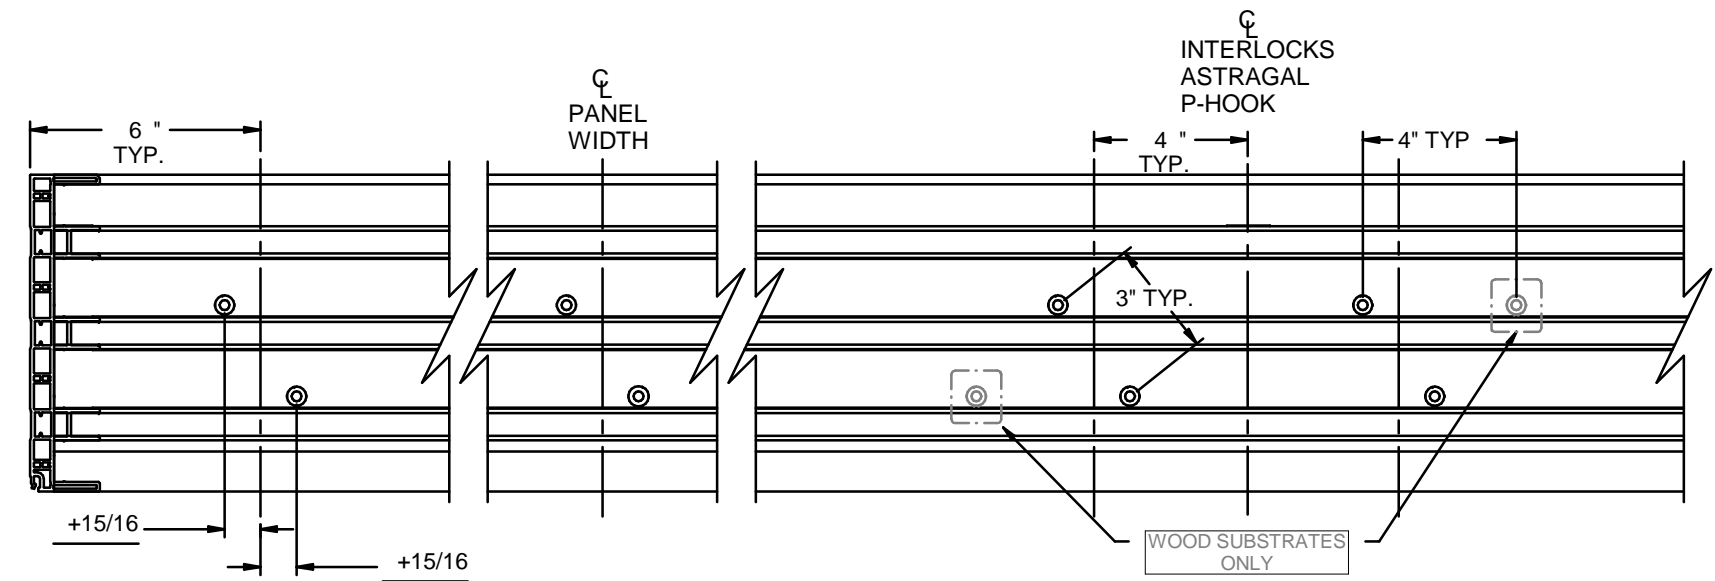 ℄
INTERLOCKS
ASTRAGAL
P-HOOK
℄
PANEL
WIDTH
6 "
TYP.
4 "
TYP.
4" TYP
3" TYP.
+15/16
+15/16
WOOD SUBSTRATES
ONLY